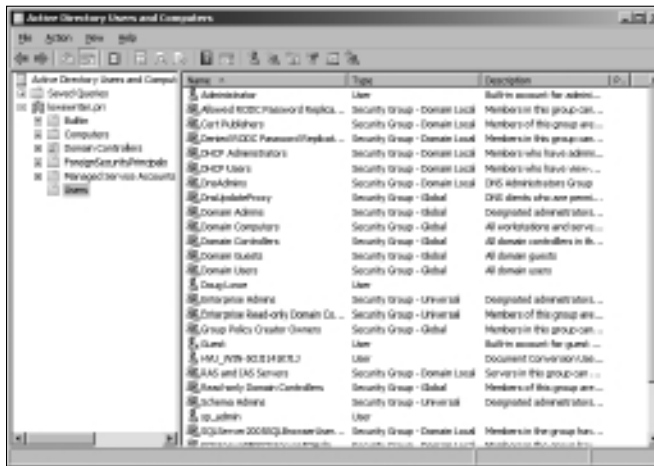 Active Directory Users and Computers
File Action View Help
Active Directory Users and Comput
Saved Queries
lowewriter.pri
Builtin
Computers
Domain Controllers
ForeignSecurityPrincipals
Managed Service Accounts
Users
Name Type Description
Administrator User Built-in account for admini...
Allowed RODC Password Replica... Security Group - Domain Local Members in this group can...
Cert Publishers Security Group - Domain Local Members of this group are...
Denied RODC Password Replicat... Security Group - Domain Local Members in this group can...
DHCP Administrators Security Group - Domain Local Members who have admini...
DHCP Users Security Group - Domain Local Members who have view-...
DnsAdmins Security Group - Domain Local DNS Administrators Group
DnsUpdateProxy Security Group - Global DNS clients who are permi...
Domain Admins Security Group - Global Designated administrators...
Domain Computers Security Group - Global All workstations and serve...
Domain Controllers Security Group - Global All domain controllers in th...
Domain Guests Security Group - Global All domain guests
Domain Users Security Group - Global All domain users
Doug Lowe User
Enterprise Admins Security Group - Universal Designated administrators...
Enterprise Read-only Domain Co... Security Group - Universal Members of this group are...
Group Policy Creator Owners Security Group - Global Members in this group can...
Guest User Built-in account for guest ...
User Document Conversion Use...
RAS and IAS Servers Security Group - Domain Local Servers in this group can ...
Read-only Domain Controllers Security Group - Global Members of this group are...
Schema Admins Security Group - Universal Designated administrators...
sp_admin User
Security Group - Domain Local Members in the group has...